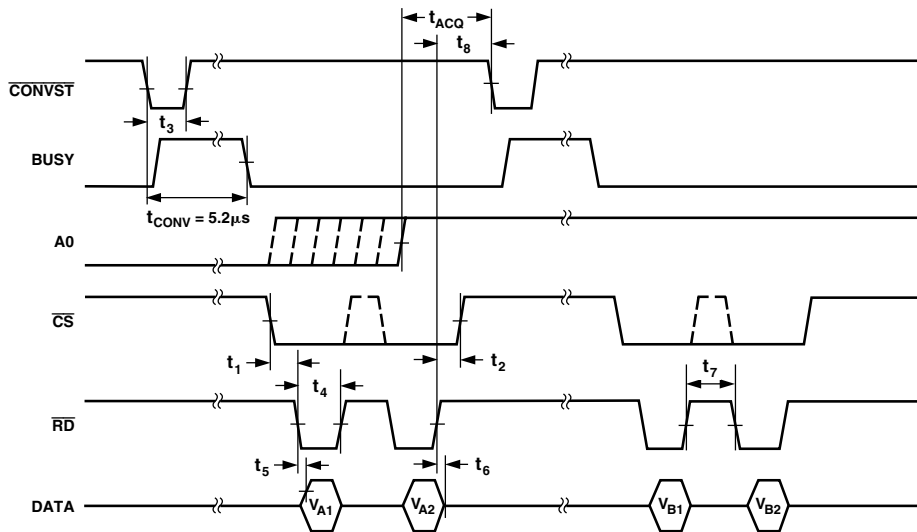 tACQ
t8
CONVST
t3
BUSY
tCONV = 5.2µs
A0
CS
t1
t2
t4
t7
RD
t5
t6
DATA
VA1
VA2
VB1
VB2